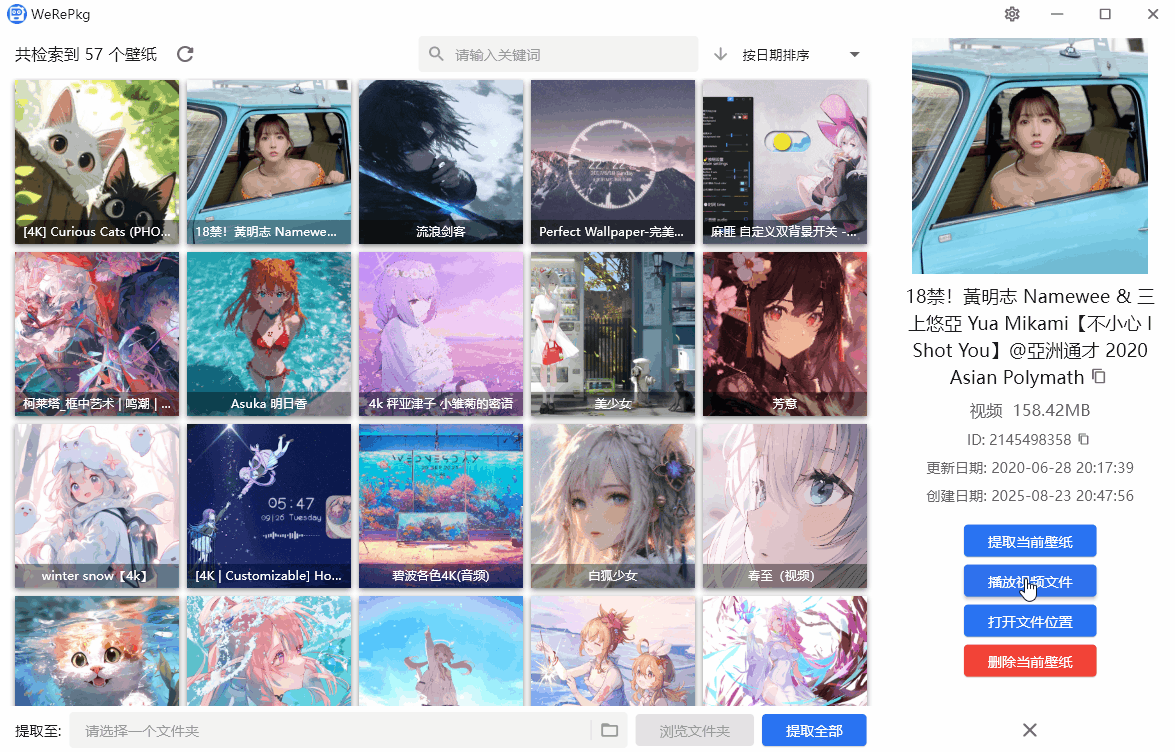 WeRePkg
共检索到 57 个壁纸
请输入关键词
按日期排序
[4K] Curious Cats (PHO...
18禁！黃明志 Namewe...
流浪剑客
Perfect Wallpaper-完美...
麻匪 自定义双背景开关 -...
柯莱塔_框中艺术 | 鸣潮 | ...
Asuka 明日香
4k 秤亚津子 小雏菊的密语
美少女
芳意
WEDNESDAY
05:47
09|26 Tuesday
winter snow【4k】
[4K | Customizable] Ho...
碧波各色4K(音频)
白狐少女
春至（视频）
提取至:
请选择一个文件夹
浏览文件夹
提取全部
18禁！黃明志 Namewee & 三
上悠亞 Yua Mikami【不小心 I
Shot You】@亞洲通才 2020
Asian Polymath
视频 158.42MB
ID: 2145498358
更新日期: 2020-06-28 20:17:39
创建日期: 2025-08-23 20:47:56
提取当前壁纸
播放视频文件
打开文件位置
删除当前壁纸